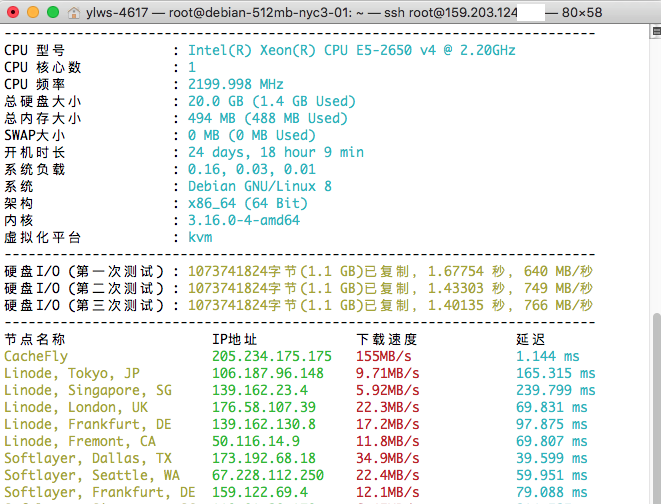 ylws-4617 — root@debian-512mb-nyc3-01: ~ — ssh root@159.203.124 — 80×58
CPU 型号 : Intel(R) Xeon(R) CPU E5-2650 v4 @ 2.20GHz
CPU 核心数 : 1
CPU 频率 : 2199.998 MHz
总硬盘大小 : 20.0 GB (1.4 GB Used)
总内存大小 : 494 MB (488 MB Used)
SWAP大小 : 0 MB (0 MB Used)
开机时长 : 24 days, 18 hour 9 min
系统负载 : 0.16, 0.03, 0.01
系统 : Debian GNU/Linux 8
架构 : x86_64 (64 Bit)
内核 : 3.16.0-4-amd64
虚拟化平台 : kvm
硬盘I/O (第一次测试) : 1073741824字节(1.1 GB)已复制, 1.67754 秒, 640 MB/秒
硬盘I/O (第二次测试) : 1073741824字节(1.1 GB)已复制, 1.43303 秒, 749 MB/秒
硬盘I/O (第三次测试) : 1073741824字节(1.1 GB)已复制, 1.40135 秒, 766 MB/秒
节点名称 IP地址 下载速度 延迟
CacheFly 205.234.175.175 155MB/s 1.144 ms
Linode, Tokyo, JP 106.187.96.148 9.71MB/s 165.315 ms
Linode, Singapore, SG 139.162.23.4 5.92MB/s 239.799 ms
Linode, London, UK 176.58.107.39 22.3MB/s 69.831 ms
Linode, Frankfurt, DE 139.162.130.8 17.2MB/s 97.875 ms
Linode, Fremont, CA 50.116.14.9 11.8MB/s 69.807 ms
Softlayer, Dallas, TX 173.192.68.18 34.9MB/s 39.599 ms
Softlayer, Seattle, WA 67.228.112.250 22.4MB/s 59.951 ms
Softlayer, Frankfurt, DE 159.122.69.4 12.1MB/s 79.088 ms